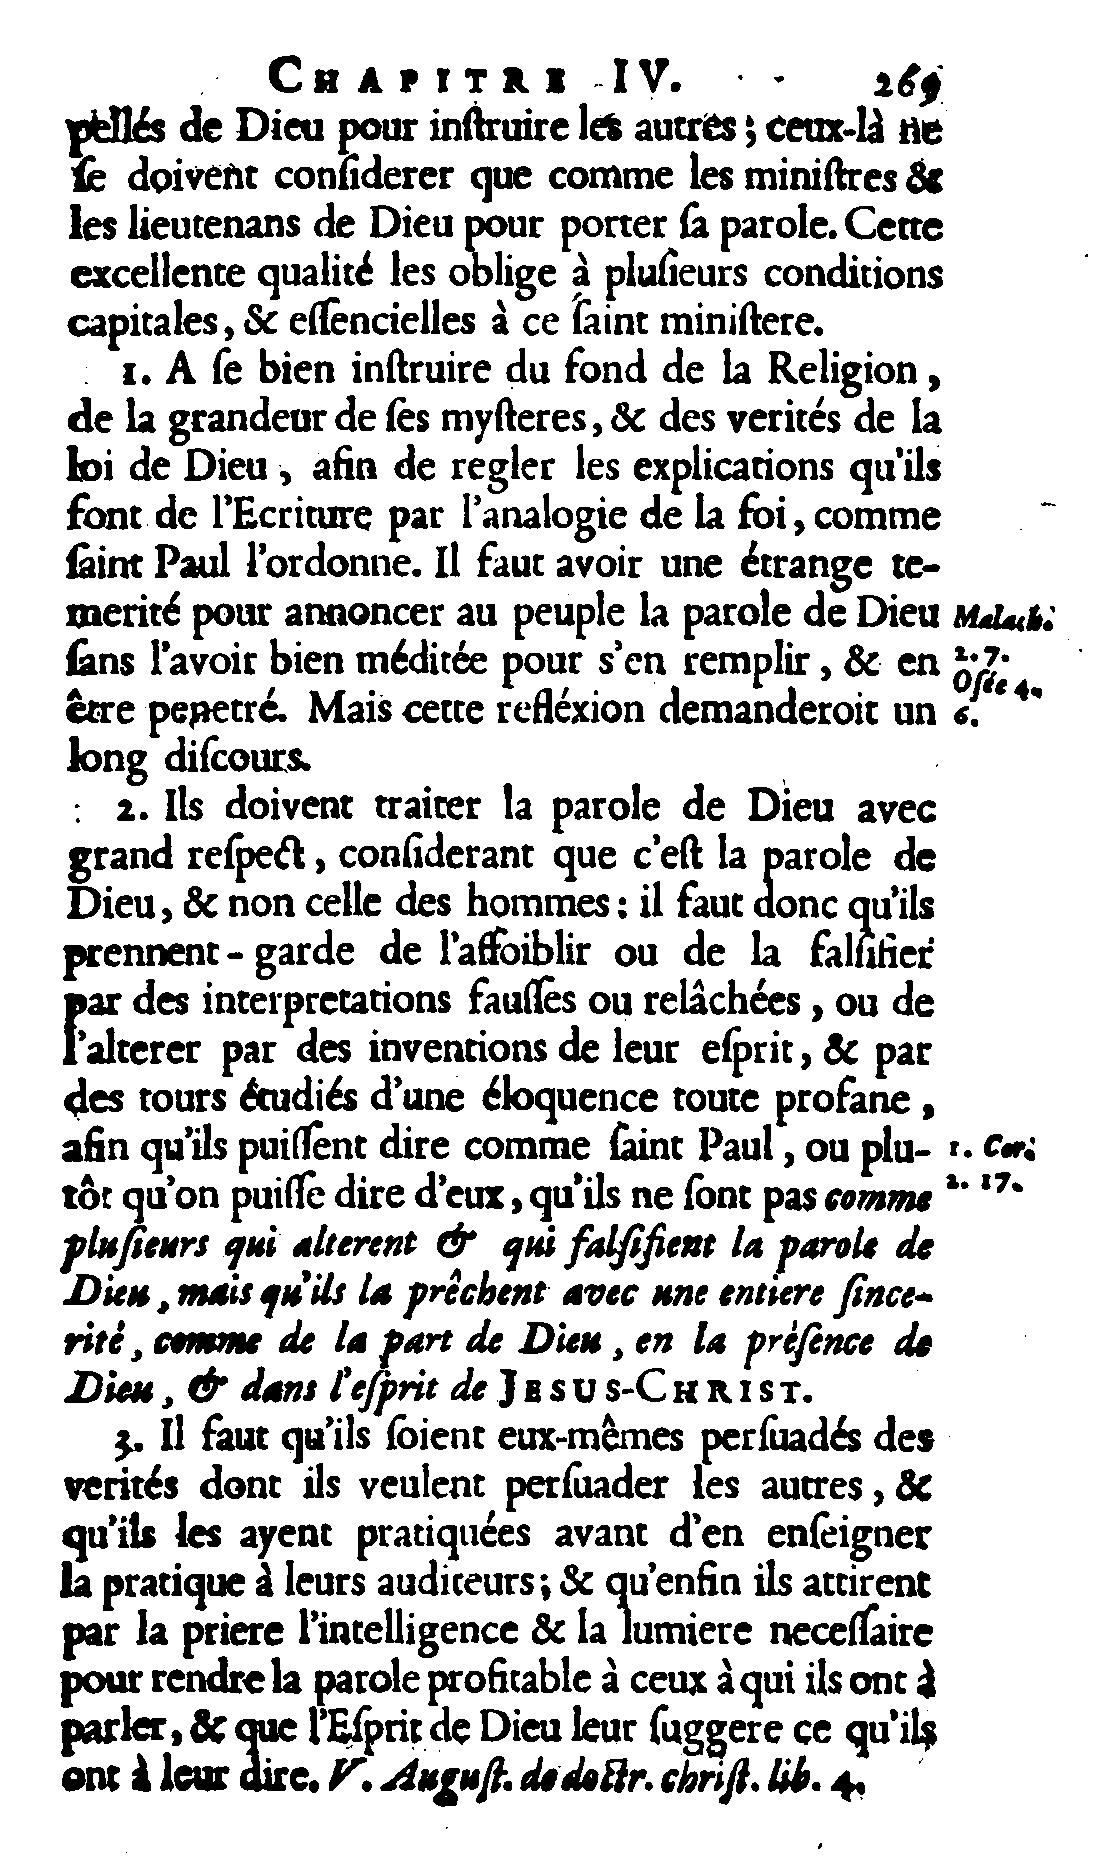 CHAPITRE IV. 269
pellés de Dieu pour inſtruire les autres ; ceux-là ne
ſe doivent conſiderer que comme les miniſtres &
les lieutenans de Dieu pour porter ſa parole. Cette
excellente qualité les oblige à pluſieurs conditions
capitales, & eſſencielles à ce ſaint miniſtere.
1. A ſe bien inſtruire du fond de la Religion,
de la grandeur de ſes myſteres, & des verités de la
loi de Dieu, afin de regler les explications qu'ils
font de l'Ecriture par l'analogie de la foi, comme
ſaint Paul l'ordonne. Il faut avoir une étrange te-
merité pour annoncer au peuple la parole de Dieu
Malach.
ſans l'avoir bien méditée pour s'en remplir, & en
2. 7.
Oſée 4.
être penetré. Mais cette refléxion demanderoit un
6.
long diſcours.
2. Ils doivent traiter la parole de Dieu avec
grand reſpect, conſiderant que c'eſt la parole de
Dieu, & non celle des hommes : il faut donc qu'ils
prennent-garde de l'affoiblir ou de la falſifier
par des interpretations fauſſes ou relâchées, ou de
l'alterer par des inventions de leur eſprit, & par
des tours étudiés d'une éloquence toute profane,
afin qu'ils puiſſent dire comme ſaint Paul, ou plu-
1. Cor.
tôt qu'on puiſſe dire d'eux, qu'ils ne ſont pas comme
2. 17.
pluſieurs qui alterent & qui falſifient la parole de
Dieu, mais qu'ils la prêchent avec une entiere ſince-
rité, comme de la part de Dieu, en la préſence de
Dieu, & dans l'eſprit de JESUS-CHRIST.
3. Il faut qu'ils ſoient eux-mêmes perſuadés des
verités dont ils veulent perſuader les autres, &
qu'ils les ayent pratiquées avant d'en enſeigner
la pratique à leurs auditeurs ; & qu'enfin ils attirent
par la priere l'intelligence & la lumiere neceſſaire
pour rendre la parole profitable à ceux à qui ils ont à
parler, & que l'Eſprit de Dieu leur ſuggere ce qu'ils
ont à leur dire. V. Auguſt. de doctr. chriſt. lib. 4.